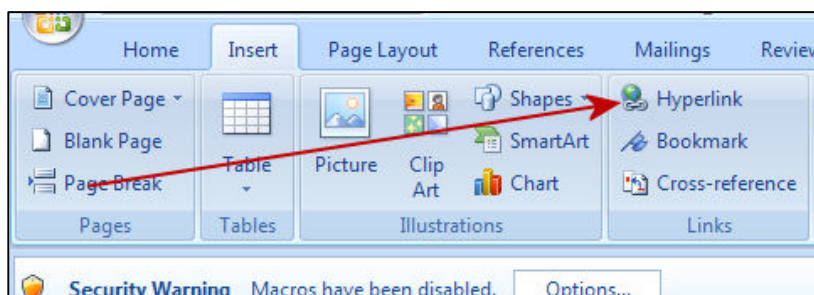 Home Insert Page Layout References Mailings Review
Cover Page Shapes Hyperlink
Blank Page SmartArt Bookmark
Table Picture Clip Art
Page Break Chart Cross-reference
Pages Tables Illustrations Links
Security Warning Macros have been disabled. Options...